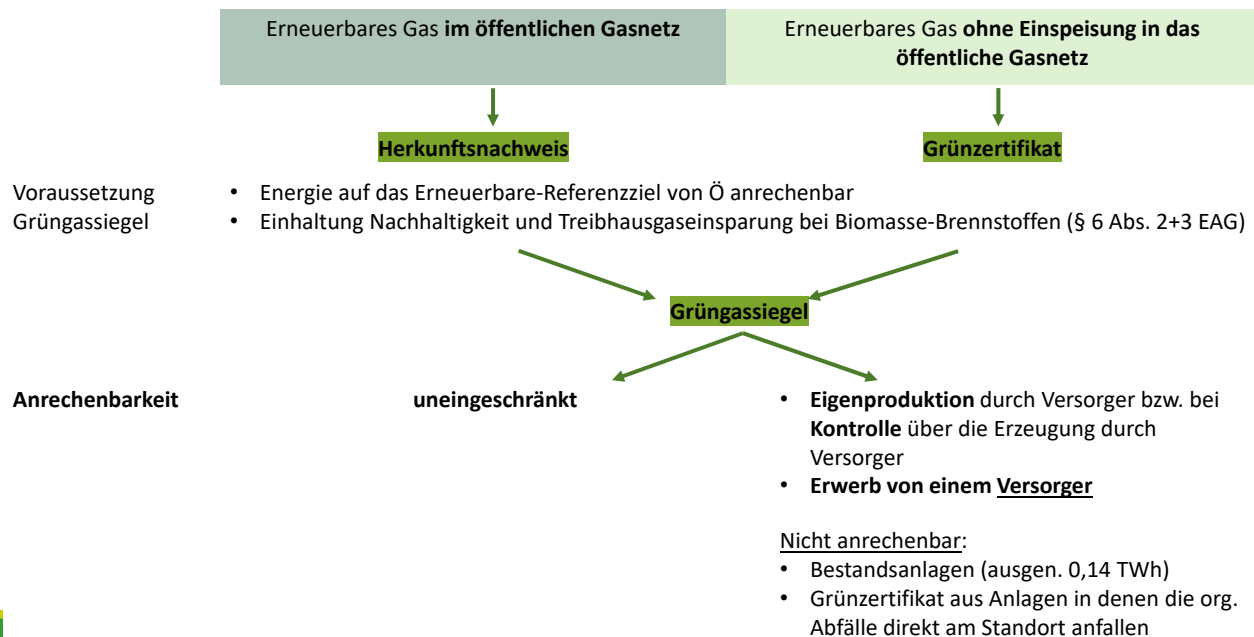 Erneuerbares Gas im öffentlichen Gasnetz
Erneuerbares Gas ohne Einspeisung in das
öffentliche Gasnetz
Herkunftsnachweis
Grünzertifikat
Voraussetzung
Grüngassiegel
• Energie auf das Erneuerbare-Referenzziel von Ö anrechenbar
• Einhaltung Nachhaltigkeit und Treibhausgaseinsparung bei Biomasse-Brennstoffen (§ 6 Abs. 2+3 EAG)
Grüngassiegel
Anrechenbarkeit
uneingeschränkt
• Eigenproduktion durch Versorger bzw. bei
Kontrolle über die Erzeugung durch
Versorger
• Erwerb von einem Versorger
Nicht anrechenbar:
• Bestandsanlagen (ausgen. 0,14 TWh)
• Grünzertifikat aus Anlagen in denen die org.
Abfälle direkt am Standort anfallen